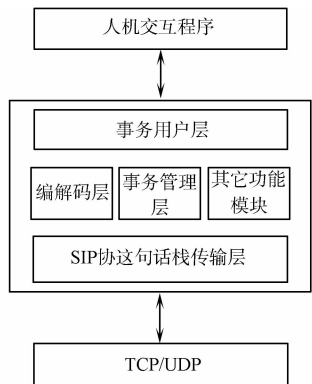 人机交互程序
事务用户层
编解码层
事务管理
层
其它功能
模块
SIP协这句话栈传输层
TCP/UDP